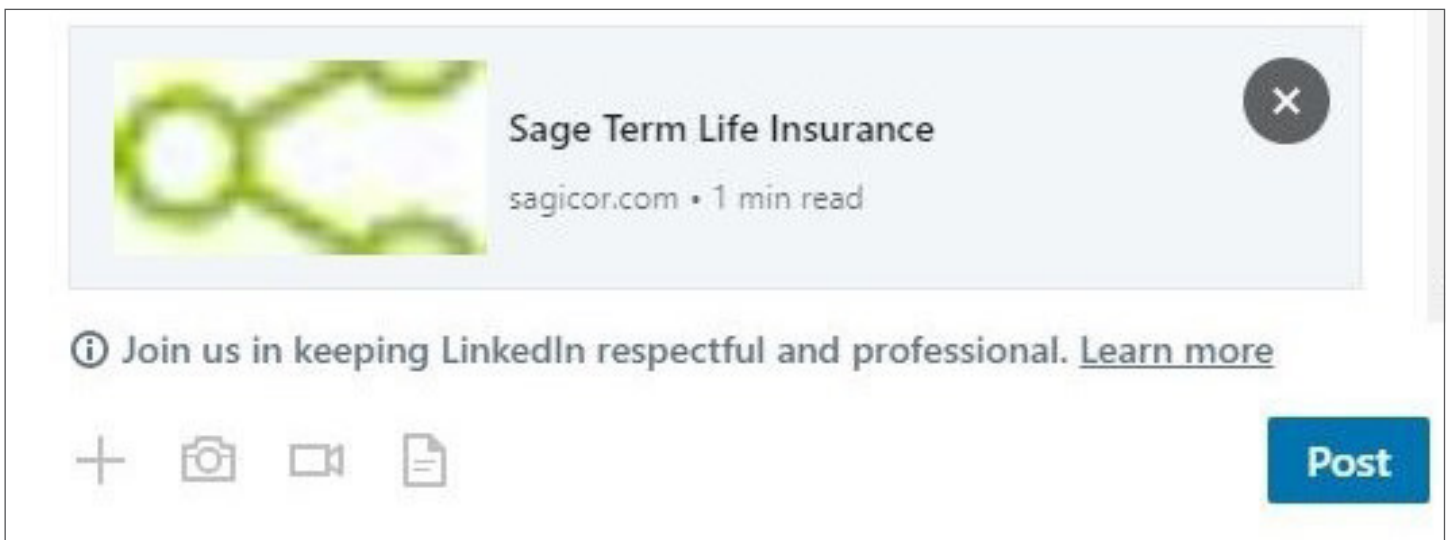 Sage Term Life Insurance
sagicor.com • 1 min read
Join us in keeping LinkedIn respectful and professional. Learn more
Post